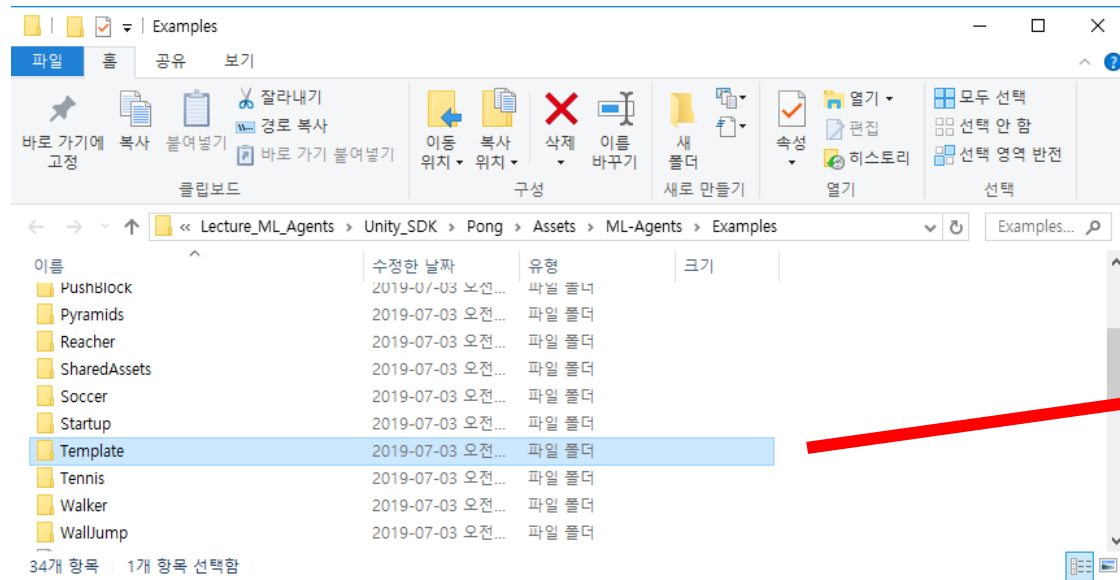 Examples
파일 홈 공유 보기
바로 가기에 고정
복사
붙여넣기
잘라내기
경로 복사
바로 가기 붙여넣기
클립보드
이동 위치
복사 위치
삭제
이름 바꾸기
구성
새 폴더
새로 만들기
속성
열기
편집
히스토리
열기
모두 선택
선택 안 함
선택 영역 반전
선택
« Lecture_ML_Agents > Unity_SDK > Pong > Assets > ML-Agents > Examples
Examples...
이름 수정한 날짜 유형 크기
PushBlock 2019-07-03 오전... 파일 폴더
Pyramids 2019-07-03 오전... 파일 폴더
Reacher 2019-07-03 오전... 파일 폴더
SharedAssets 2019-07-03 오전... 파일 폴더
Soccer 2019-07-03 오전... 파일 폴더
Startup 2019-07-03 오전... 파일 폴더
Template 2019-07-03 오전... 파일 폴더
Tennis 2019-07-03 오전... 파일 폴더
Walker 2019-07-03 오전... 파일 폴더
WallJump 2019-07-03 오전... 파일 폴더
34개 항목 1개 항목 선택함